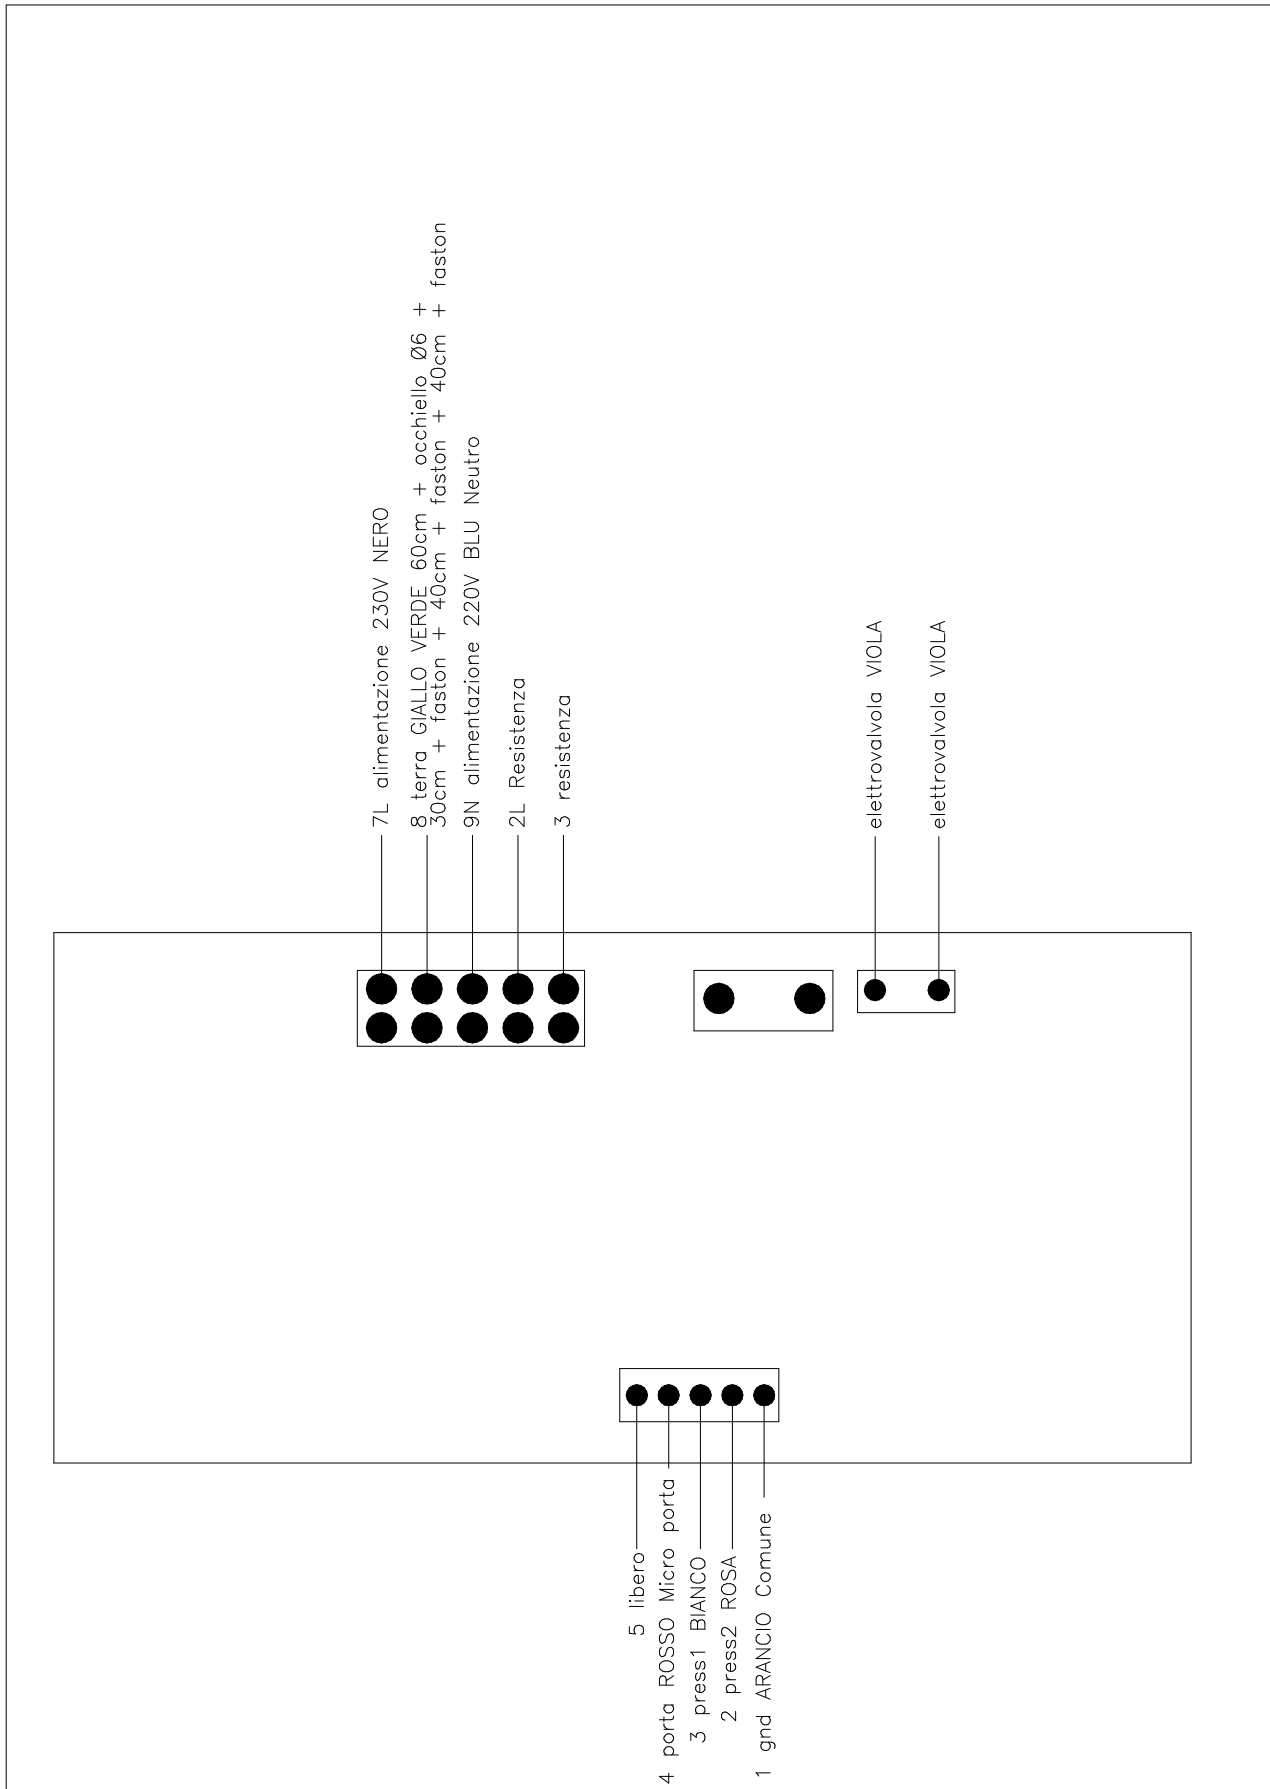 7L alimentazione 230V NERO
8 terra GIALLO VERDE 60cm + occhiello Ø6 +
30cm + faston + 40cm + faston + 40cm + faston
9N alimentazione 220V BLU Neutro
2L Resistenza
3 resistenza
elettrovalvola VIOLA
elettrovalvola VIOLA
5 libero
4 porta ROSSO Micro porta
3 press1 BIANCO
2 press2 ROSA
1 gnd ARANCIO Comune